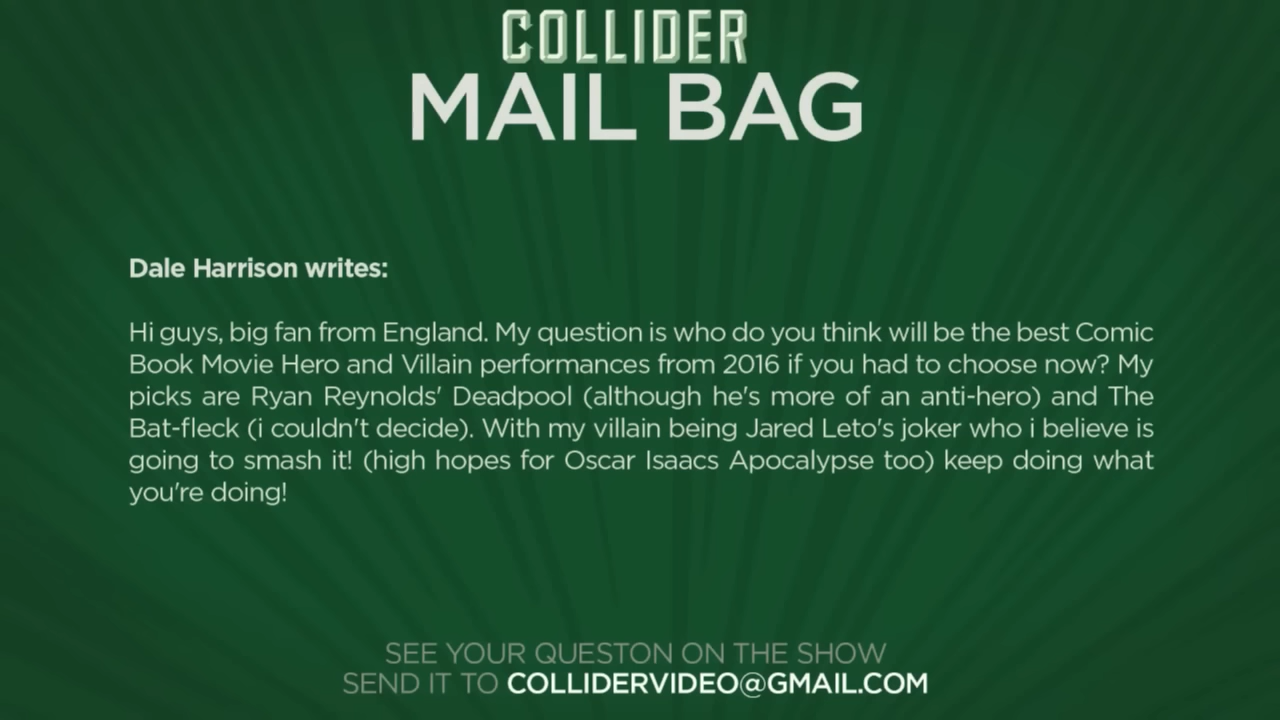 COLLIDER
MAIL BAG
Dale Harrison writes:
Hi guys, big fan from England. My question is who do you think will be the best Comic
Book Movie Hero and Villain performances from 2016 if you had to choose now? My
picks are Ryan Reynolds' Deadpool (although he's more of an anti-hero) and The
Bat-fleck (i couldn't decide). With my villain being Jared Leto's joker who i believe is
going to smash it! (high hopes for Oscar Isaacs Apocalypse too) keep doing what
you're doing!
SEE YOUR QUESTON ON THE SHOW
SEND IT TO COLLIDERVIDEO@GMAIL.COM